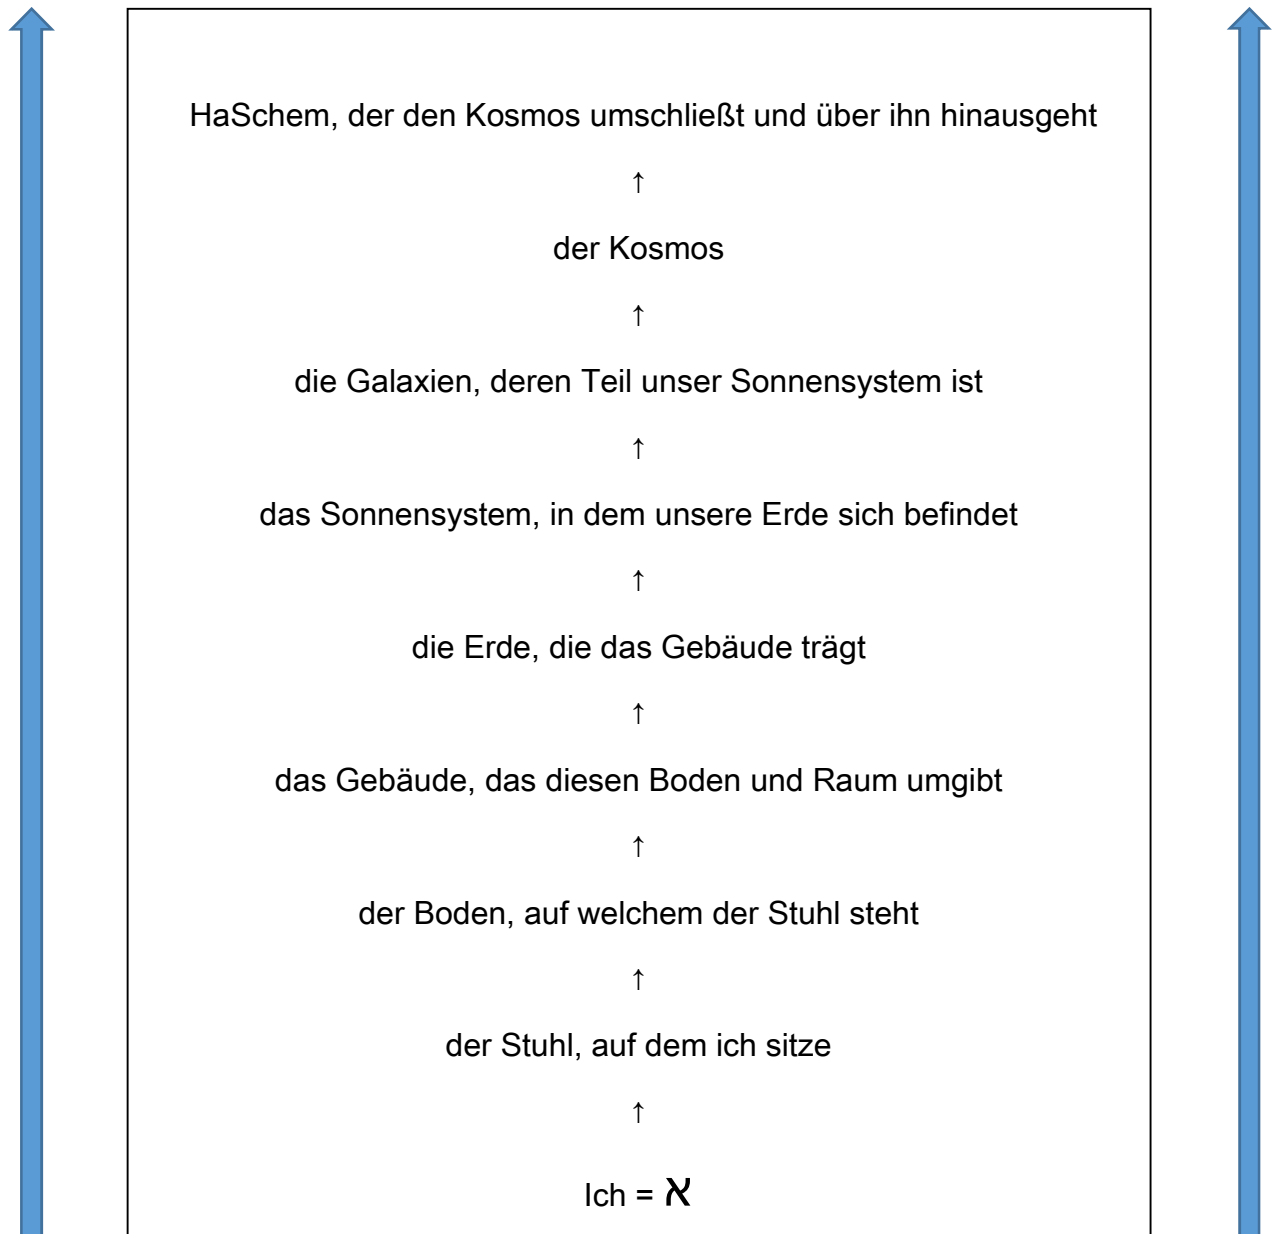 HaSchem, der den Kosmos umschließt und über ihn hinausgeht
↑
der Kosmos
↑
die Galaxien, deren Teil unser Sonnensystem ist
↑
das Sonnensystem, in dem unsere Erde sich befindet
↑
die Erde, die das Gebäude trägt
↑
das Gebäude, das diesen Boden und Raum umgibt
↑
der Boden, auf welchem der Stuhl steht
↑
der Stuhl, auf dem ich sitze
↑
Ich = א